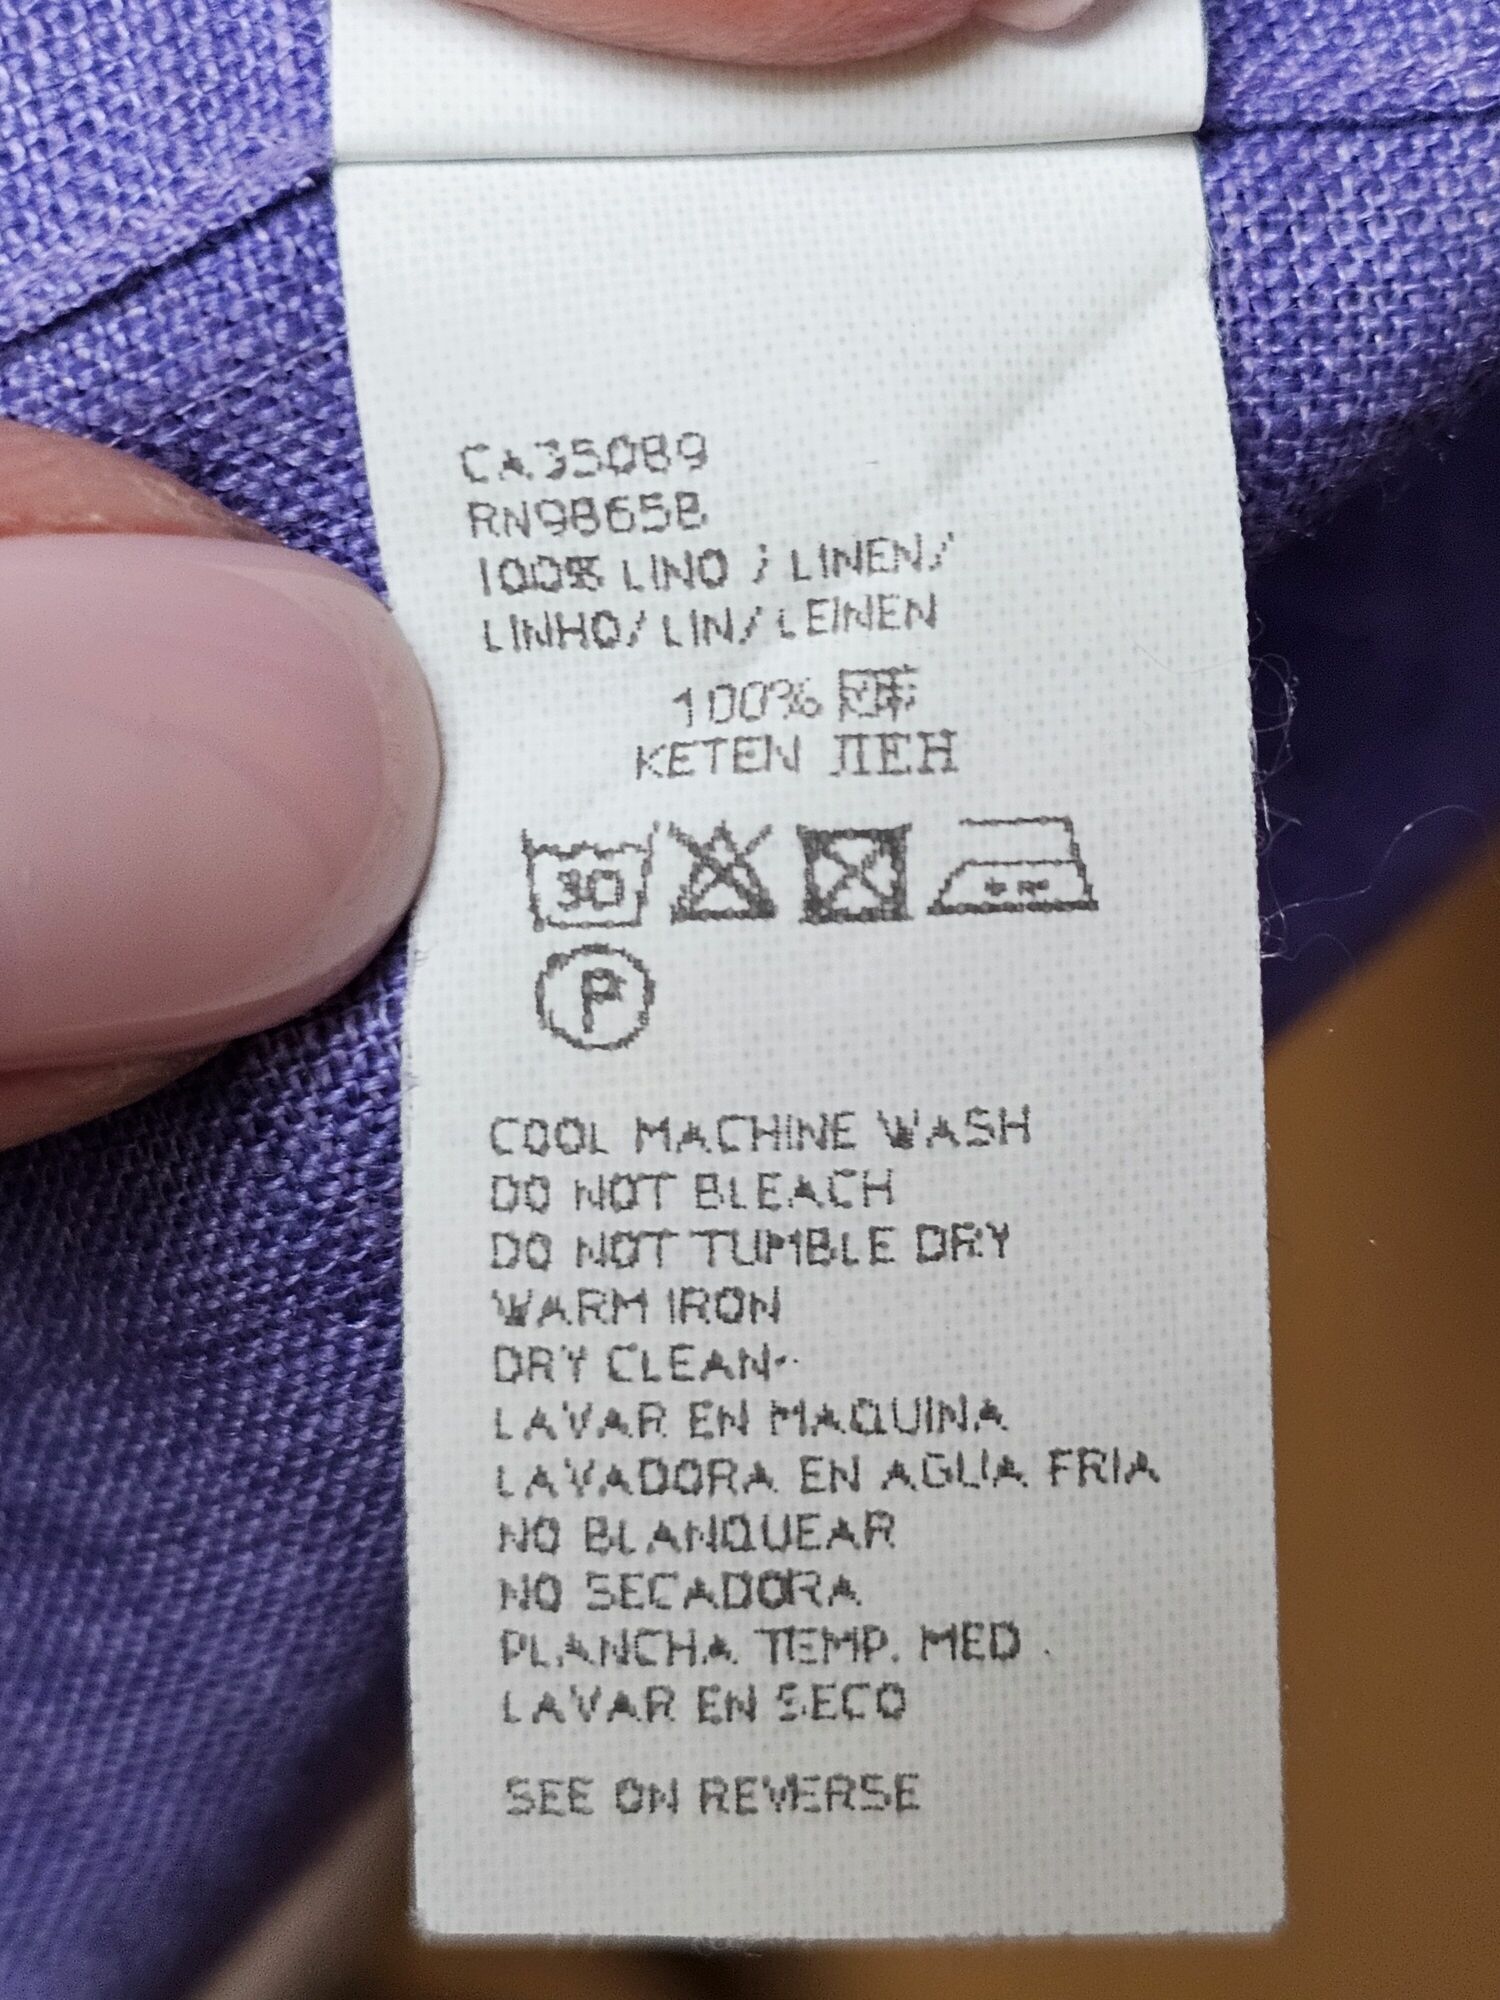 CA35089
RN98658
100% LINO / LINEN/
LINHO/ LIN/ LEINEN
100%
KETEN ЛЕН
30
P
COOL MACHINE WASH
DO NOT BLEACH
DO NOT TUMBLE DRY
WARM IRON
DRY CLEAN
LAVAR EN MAQUINA
LAVADORA EN AGUA FRIA
NO BLANQUEAR
NO SECADORA
PLANCHA TEMP. MED.
LAVAR EN SECO
SEE ON REVERSE